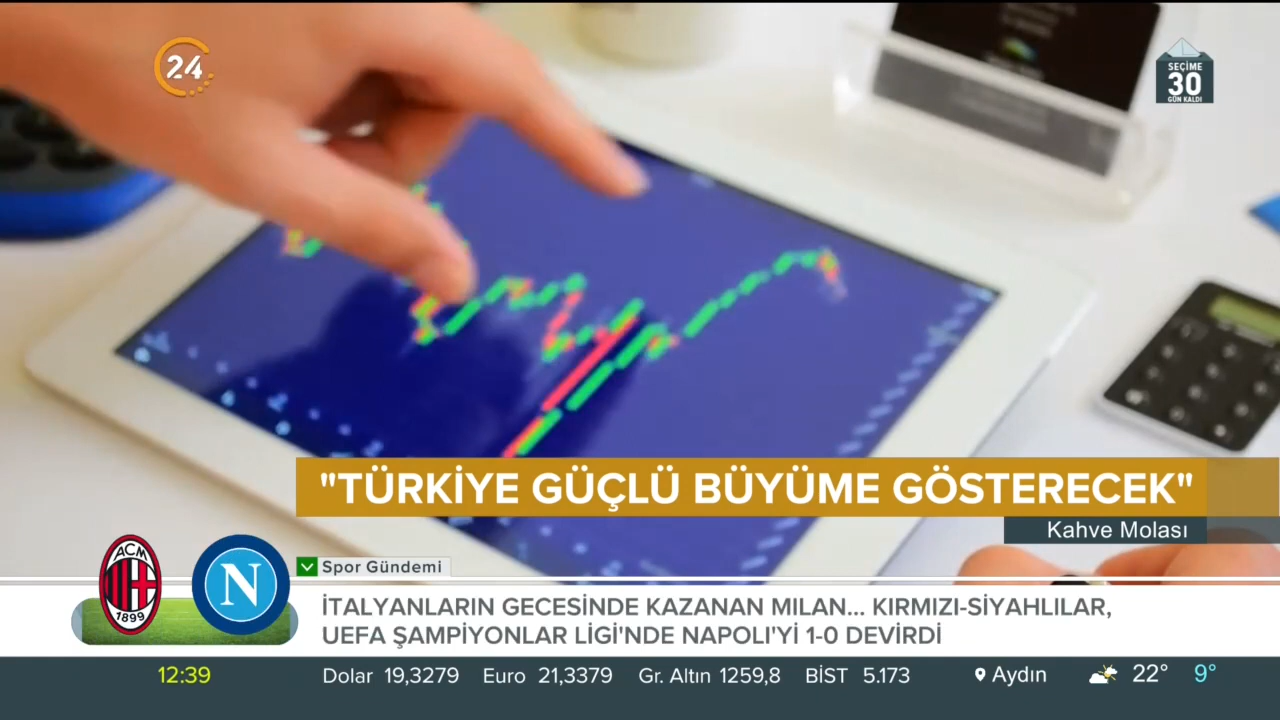 24
SEÇİME
30
GÜN KALDI
"TÜRKİYE GÜÇLÜ BÜYÜME GÖSTERECEK"
Kahve Molası
ACM
1899
N
Spor Gündemi
İTALYANLARIN GECESİNDE KAZANAN MILAN... KIRMIZI-SİYAHLILAR,
UEFA ŞAMPİYONLAR LİGİ'NDE NAPOLI'Yİ 1-0 DEVİRDİ
12:39 Dolar 19,3279 Euro 21,3379 Gr. Altın 1259,8 BİST 5.173 Aydın 22° 9°